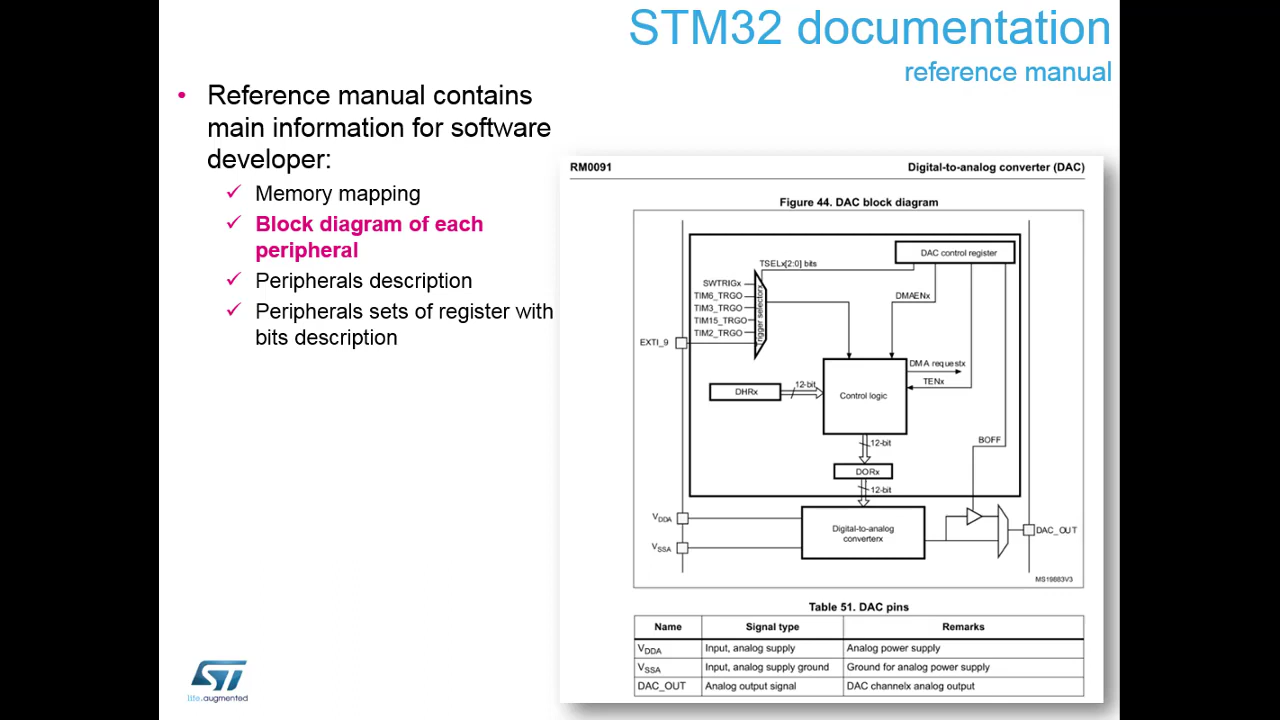 STM32 documentation
reference manual
• Reference manual contains
main information for software
developer:
✓ Memory mapping
✓ Block diagram of each
peripheral
✓ Peripherals description
✓ Peripherals sets of register with
bits description
RM0091 Digital-to-analog converter (DAC)
Figure 44. DAC block diagram
DAC control register
TSELx[2:0] bits
SWTRIGx
TIM6_TRGO
TIM3_TRGO
TIM15_TRGO
TIM2_TRGO
Trigger selectorx
DMAENx
EXTI_9
DMA requestx
TENx
DHRx
12-bit
Control logic
BOFF
12-bit
DORx
12-bit
VDDA
VSSA
Digital-to-analog
converterx
DAC_OUT
MS19883V3
Table 51. DAC pins
Name Signal type Remarks
VDDA Input, analog supply Analog power supply
VSSA Input, analog supply ground Ground for analog power supply
DAC_OUT Analog output signal DAC channelx analog output
ST
life.augmented